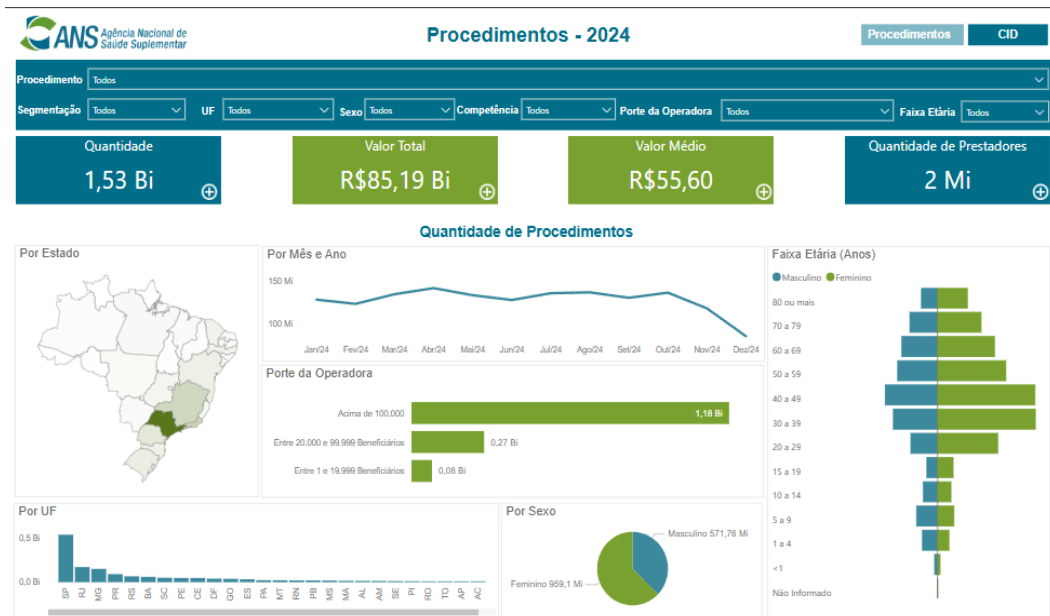 ANS Agência Nacional de
Saúde Suplementar
Procedimentos - 2024
Procedimentos
CID
Procedimento Todos
Segmentação Todos UF Todos Sexo Todos Competência Todos Porte da Operadora Todos Faixa Etária Todos
Quantidade
1,53 Bi
Valor Total
R$85,19 Bi
Valor Médio
R$55,60
Quantidade de Prestadores
2 Mi
Quantidade de Procedimentos
Por Estado
Por Mês e Ano
150 Mi
100 Mi
Jan/24 Fev/24 Mar/24 Abr/24 Mai/24 Jun/24 Jul/24 Ago/24 Set/24 Out/24 Nov/24 Dez/24
Porte da Operadora
Acima de 100.000 1,18 Bi
Entre 20.000 e 99.999 Beneficiários 0,27 Bi
Entre 1 e 19.999 Beneficiários 0,08 Bi
Faixa Etária (Anos)
Masculino Feminino
80 ou mais
70 a 79
60 a 69
50 a 59
40 a 49
30 a 39
20 a 29
15 a 19
10 a 14
5 a 9
1 a 4
<1
Não Informado
Por UF
0,5 Bi
0,0 Bi
SP RJ MG PR RS BA SC PE CE DF GO ES PA MT RN PB MS MA AL AM SE PI RO TO AP AC
Por Sexo
Masculino 571,76 Mi
Feminino 959,1 Mi